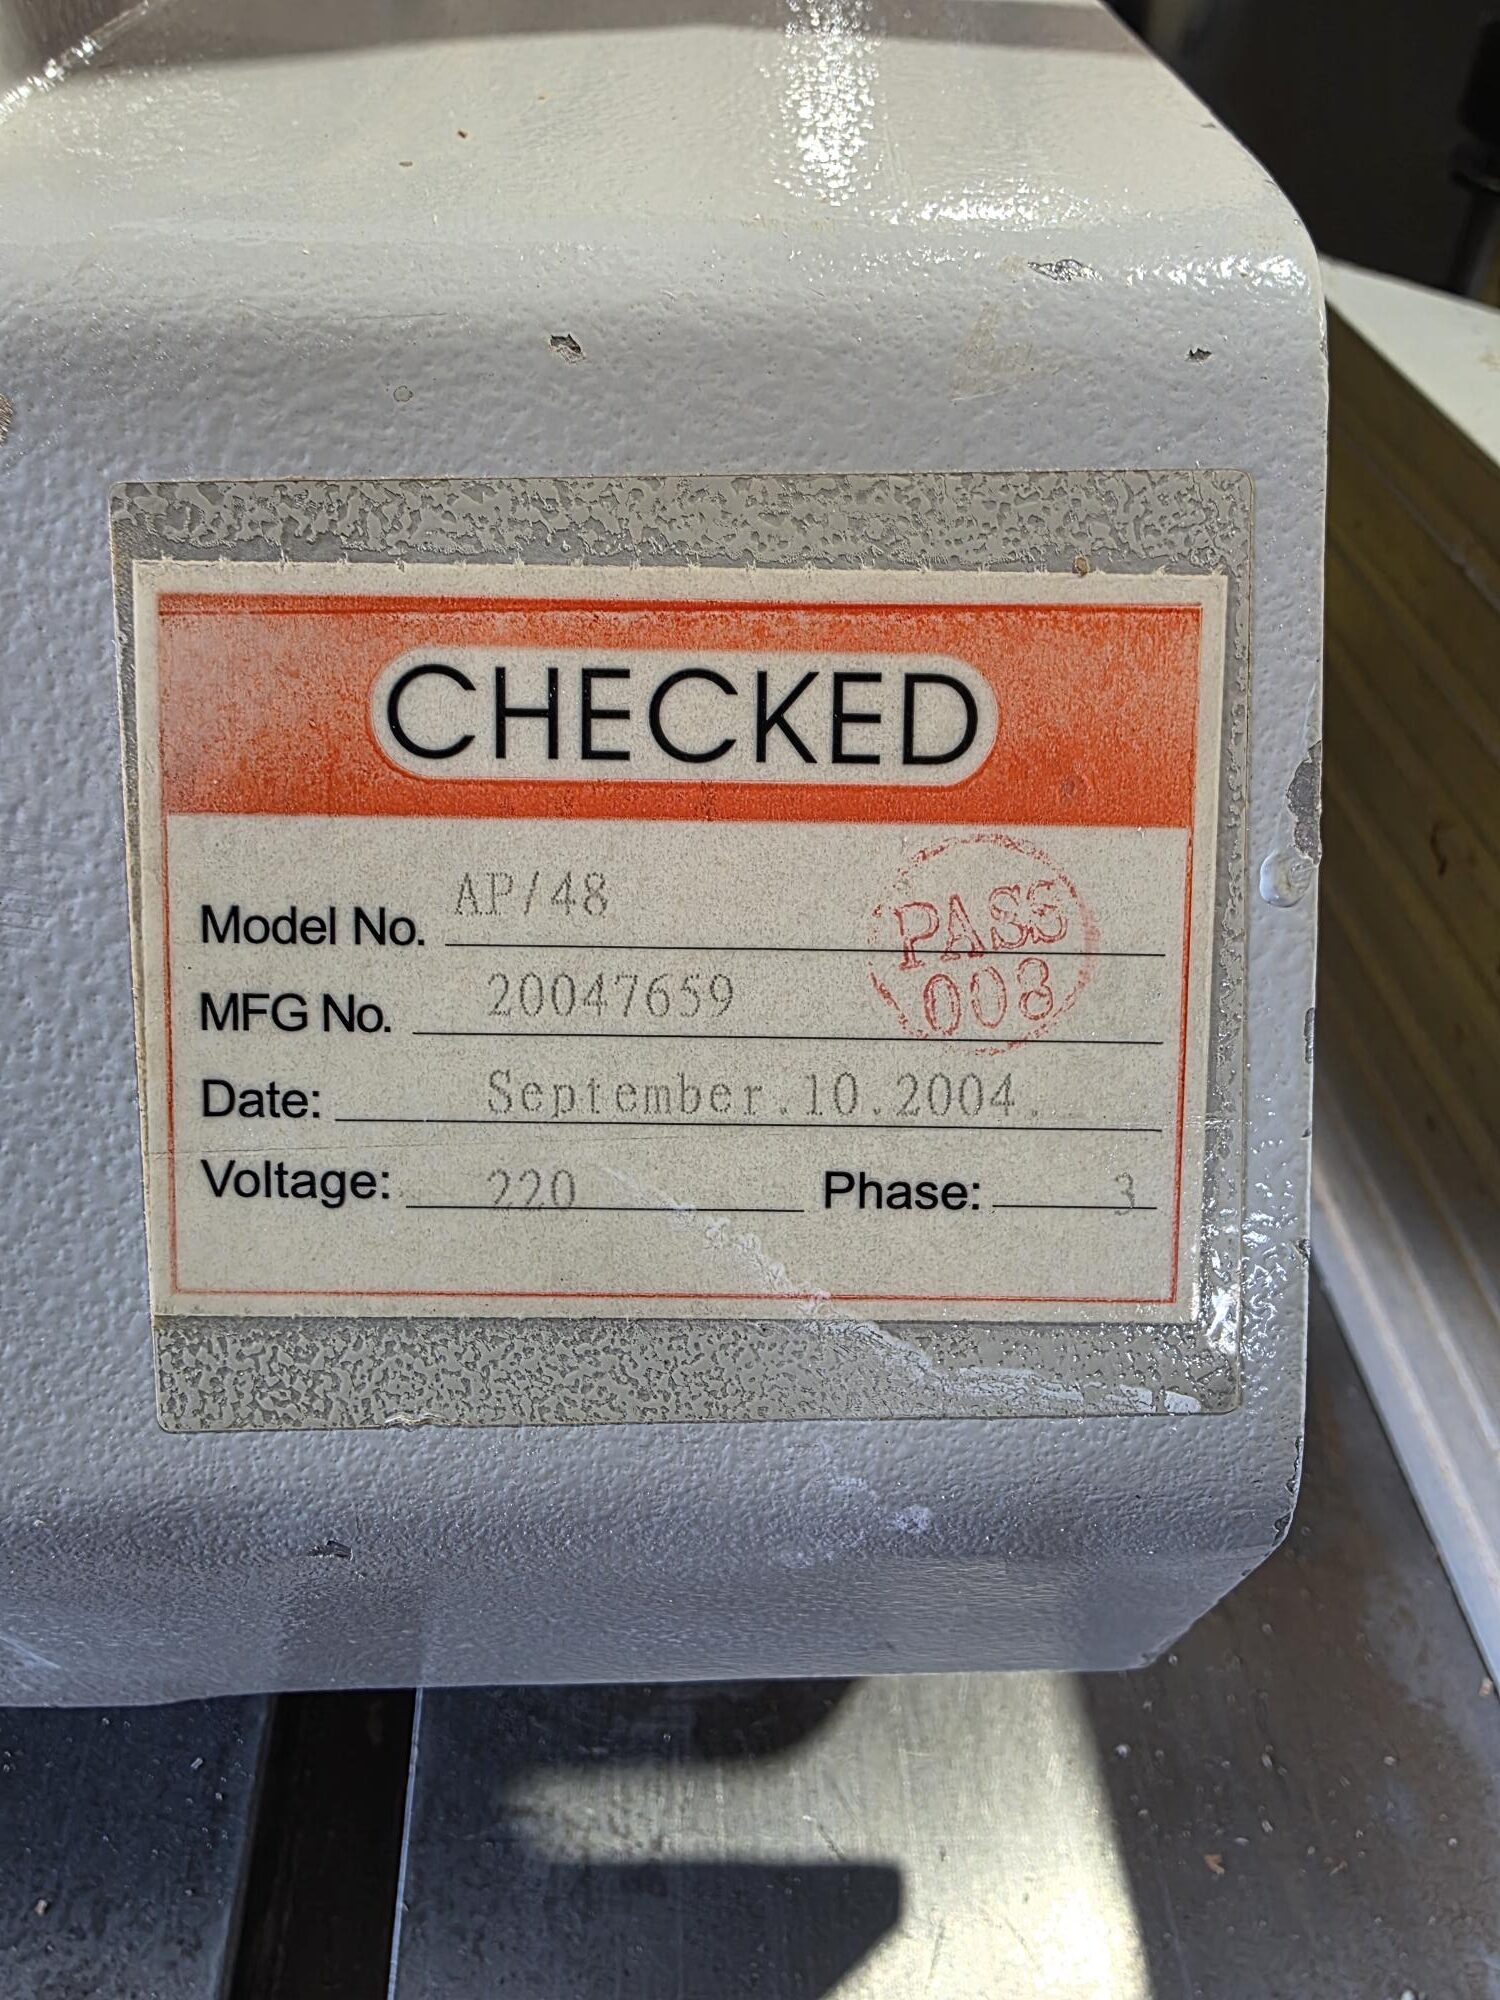 CHECKED
Model No. AP/48
PASS
008
MFG No. 20047659
Date: September.10.2004.
Voltage: 220 Phase: 3